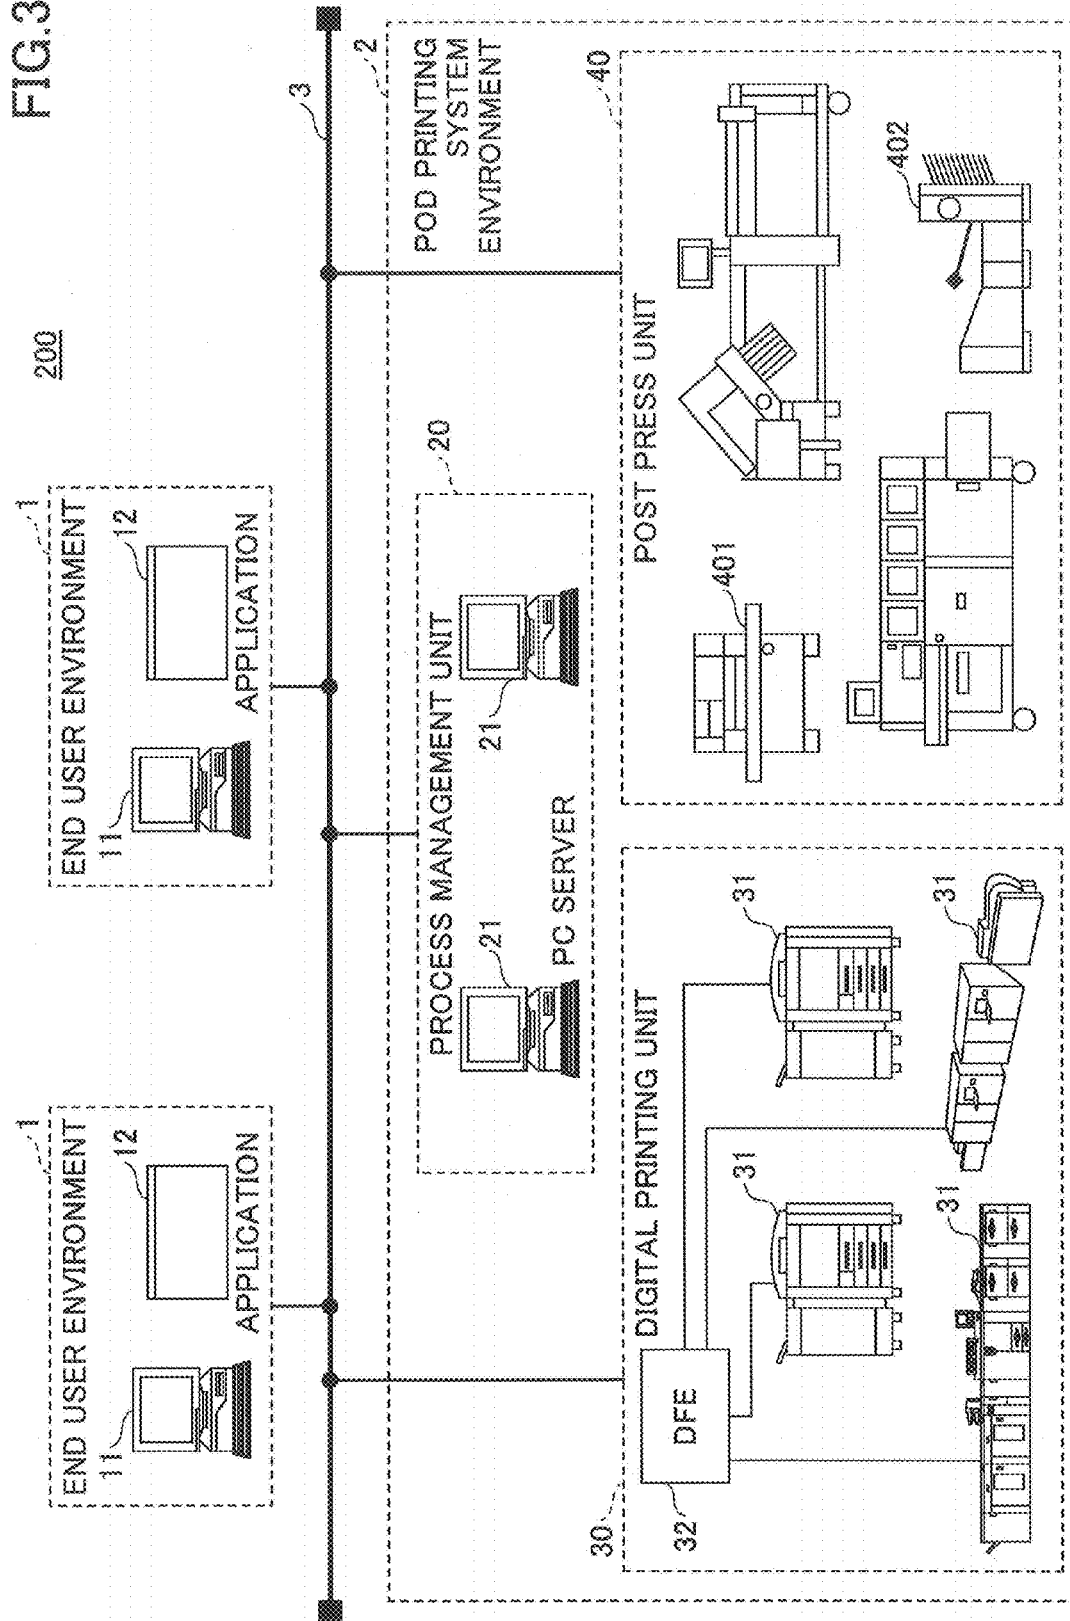 FIG.3
200
1
END USER ENVIRONMENT
11
12
APPLICATION
1
END USER ENVIRONMENT
11
12
APPLICATION
3
2
POD PRINTING
SYSTEM
ENVIRONMENT
20
PROCESS MANAGEMENT UNIT
21
21
PC SERVER
30
DIGITAL PRINTING UNIT
32
DFE
31
31
31
31
40
POST PRESS UNIT
401
402